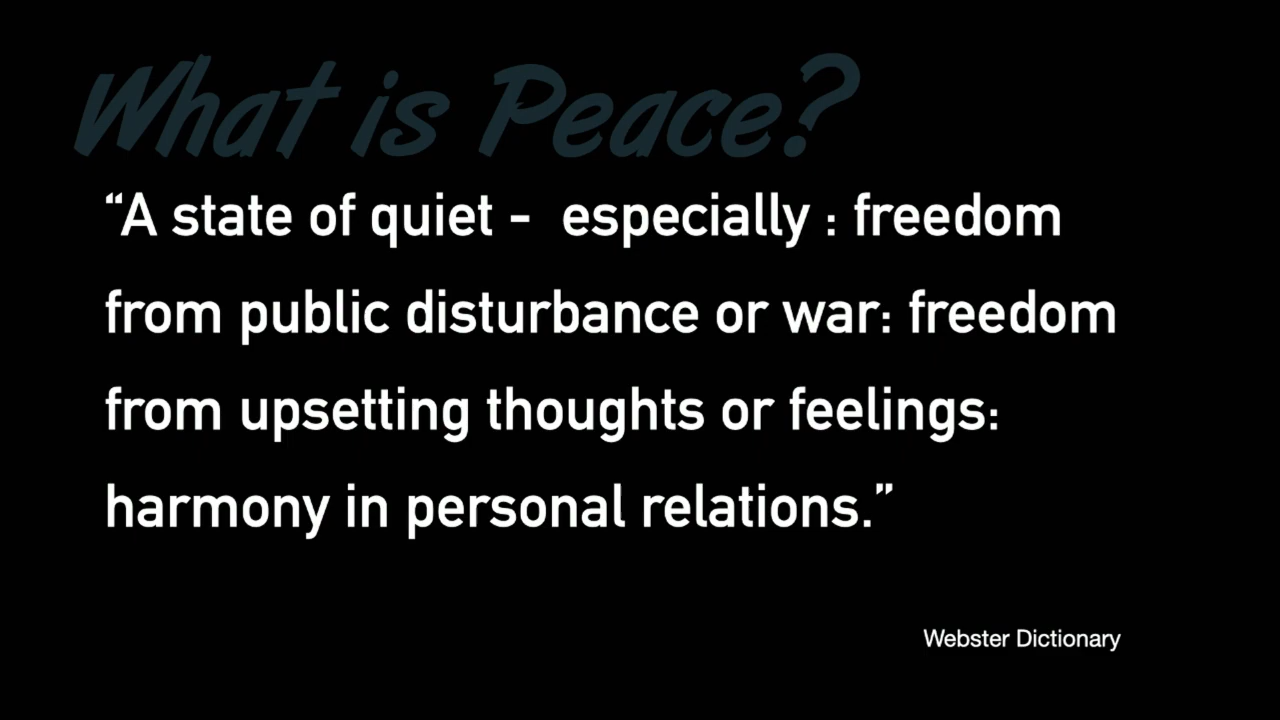 What is Peace?
“A state of quiet -  especially : freedom
from public disturbance or war: freedom
from upsetting thoughts or feelings:
harmony in personal relations.”
Webster Dictionary